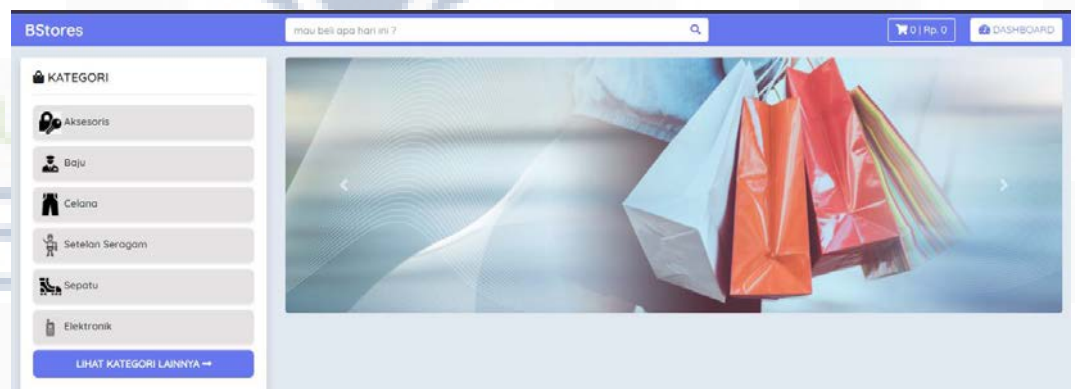 BStores
mau beli apa hari ini ?
0 | Rp. 0
DASHBOARD
KATEGORI
Aksesoris
Baju
Celana
Setelan Seragam
Sepatu
Elektronik
LIHAT KATEGORI LAINNYA →